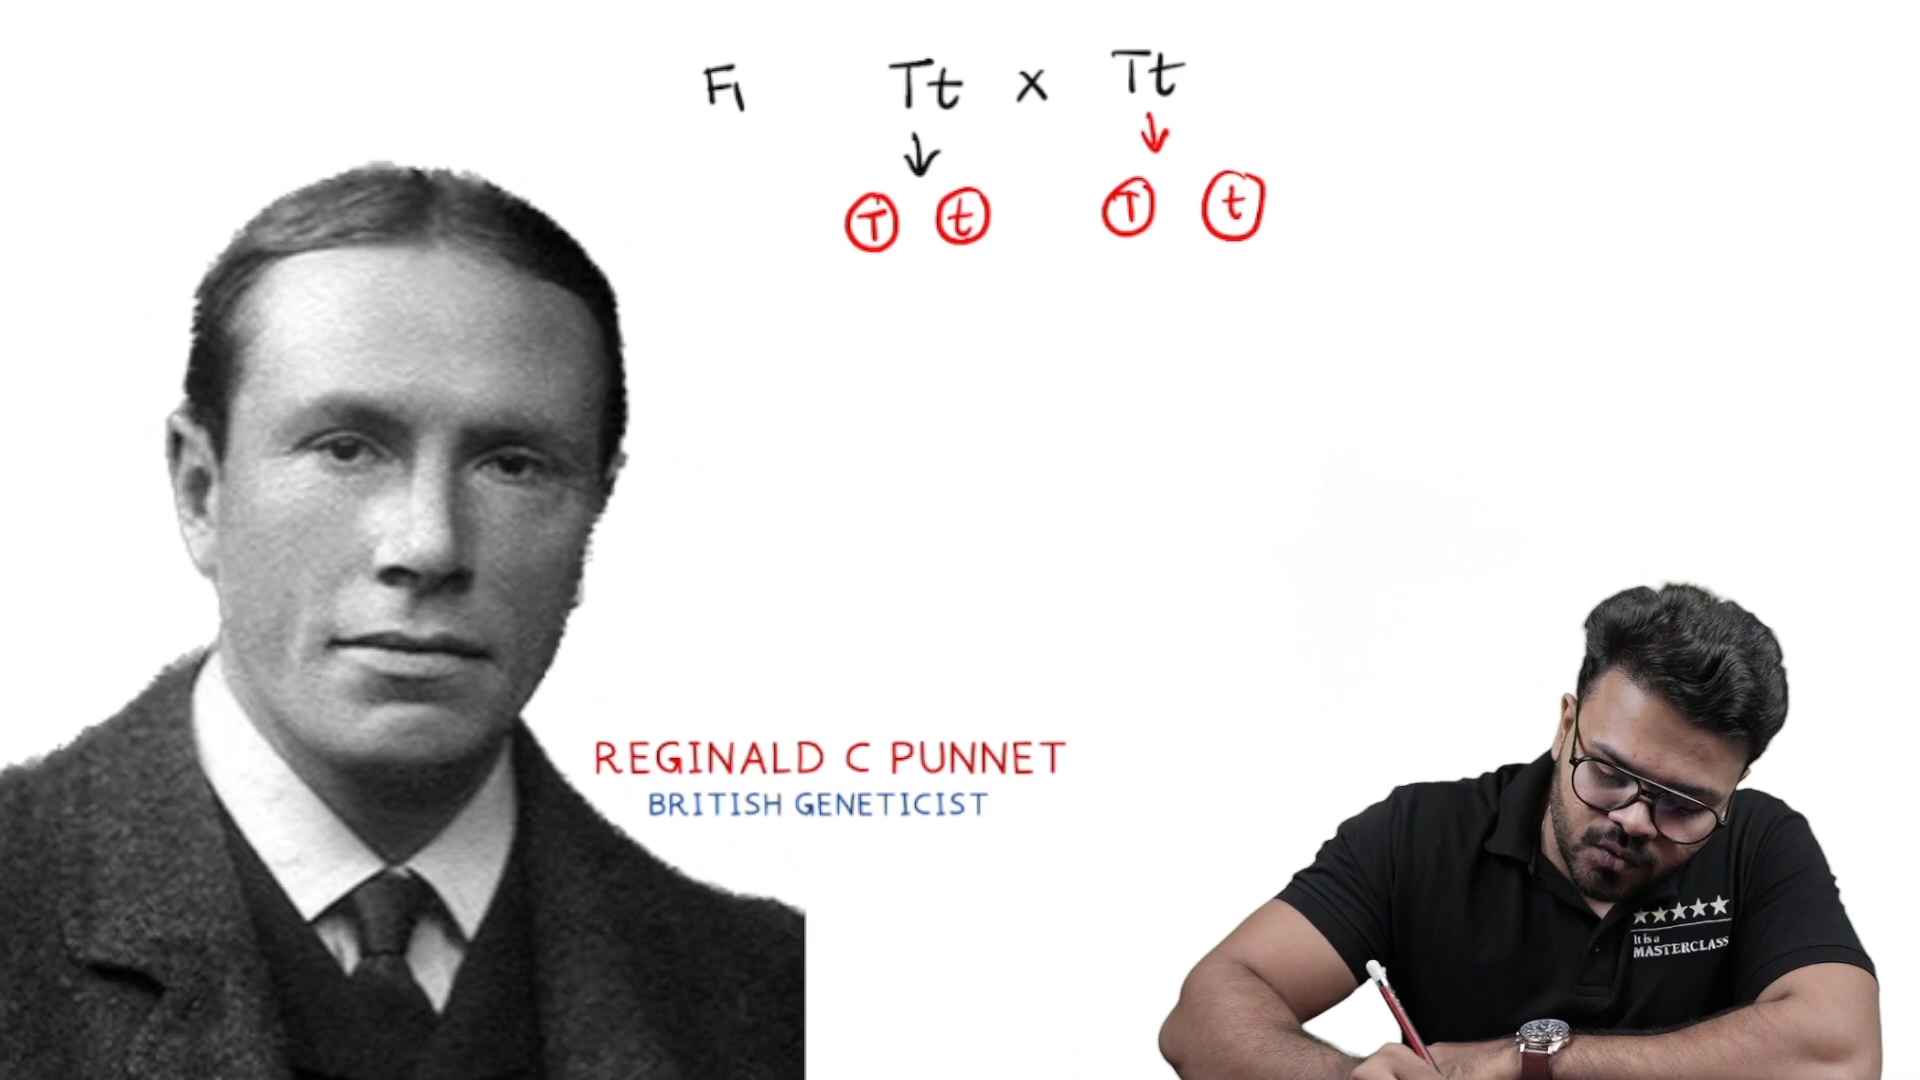 F1 Tt x Tt
T t T t
REGINALD C PUNNET
BRITISH GENETICIST
It is a
MASTERCLASS